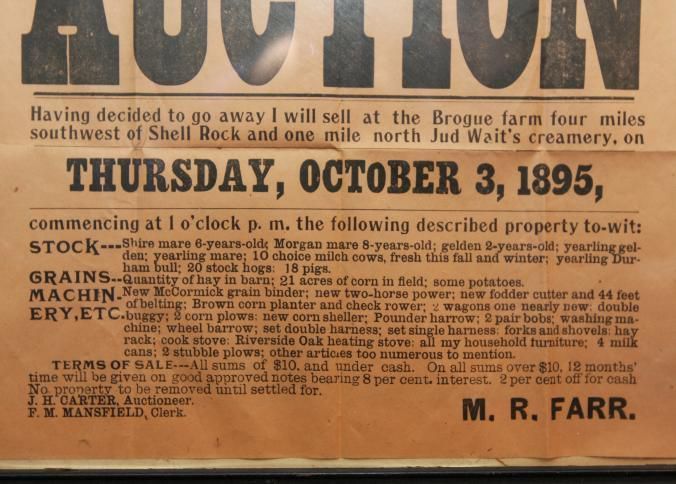 AUCTION
Having decided to go away I will sell at the Brogue farm four miles
southwest of Shell Rock and one mile north Jud Wait's creamery, on
THURSDAY, OCTOBER 3, 1895,
commencing at 1 o'clock p. m. the following described property to-wit:
STOCK---Shire mare 6-years-old; Morgan mare 8-years-old; gelden 2-years-old; yearling gel-
den; yearling mare; 10 choice milch cows, fresh this fall and winter; yearling Dur-
ham bull; 20 stock hogs: 18 pigs.
GRAINS--Quantity of hay in barn; 21 acres of corn in field; some potatoes.
MACHIN-New McCormick grain binder; new two-horse power; new fodder cutter and 44 feet
of belting; Brown corn planter and check rower; 2 wagons one nearly new: double
ERY,ETC.buggy; 2 corn plows: new corn sheller; Pounder harrow; 2 pair bobs; washing ma-
chine; wheel barrow; set double harness; set single harness: forks and shovels: hay
rack; cook stove: Riverside Oak heating stove: all my household furniture; 4 milk
cans; 2 stubble plows; other articles too numerous to mention.
TERMS OF SALE---All sums of $10. and under cash. On all sums over $10, 12 months'
time will be given on good approved notes bearing 8 per cent. interest. 2 per cent off for cash
No property to be removed until settled for.
J. H. CARTER, Auctioneer.
F. M. MANSFIELD, Clerk.
M. R. FARR.